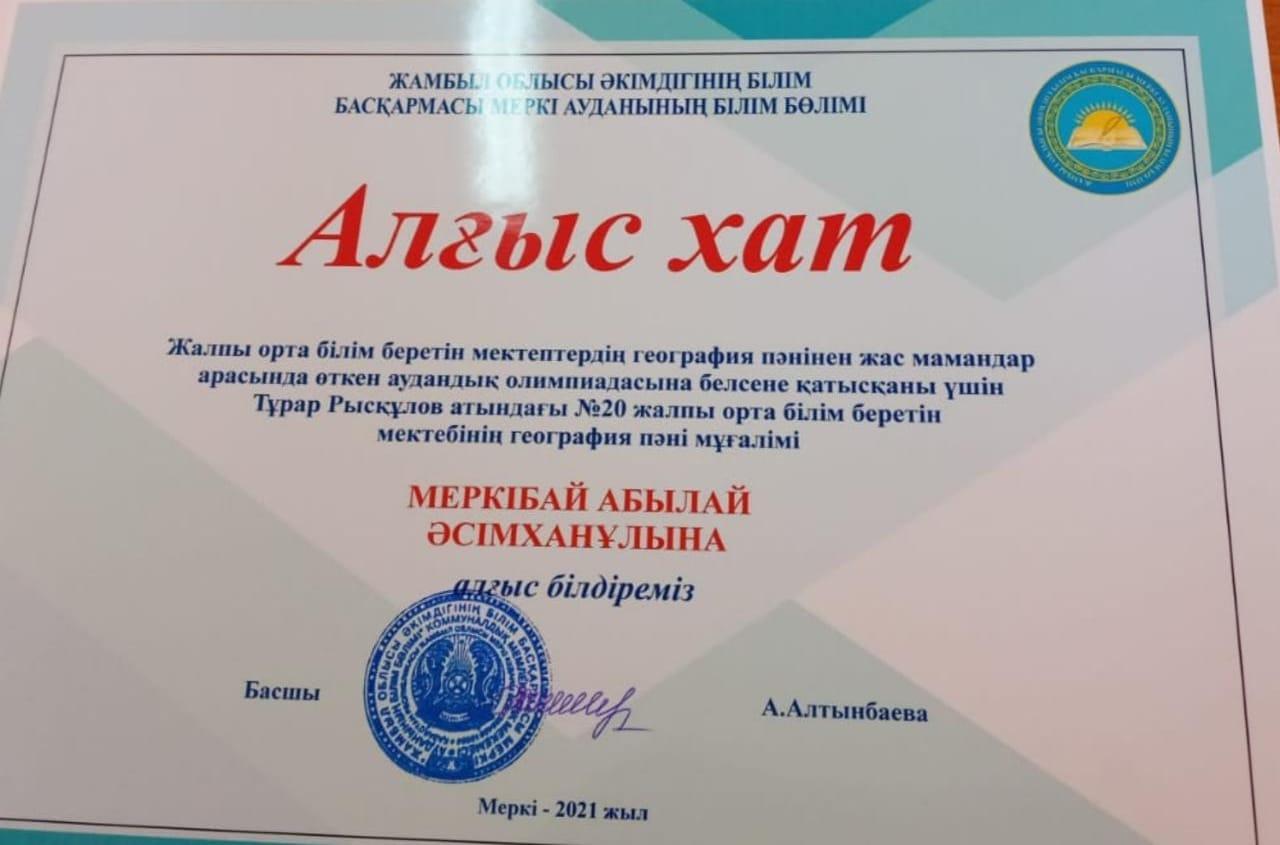 ЖАМБЫЛ ОБЛЫСЫ ӘКІМДІГІНІҢ БІЛІМ
БАСҚАРМАСЫ МЕРКІ АУДАНЫНЫҢ БІЛІМ БӨЛІМІ
Алғыс хат
Жалпы орта білім беретін мектептердің география пәнінен жас мамандар
арасында өткен аудандық олимпиадасына белсене қатысқаны үшін
Тұрар Рысқұлов атындағы №20 жалпы орта білім беретін
мектебінің география пәні мұғалімі
МЕРКІБАЙ АБЫЛАЙ
ӘСІМХАНҰЛЫНА
алғыс білдіреміз
Басшы
А.Алтынбаева
Меркі - 2021 жыл